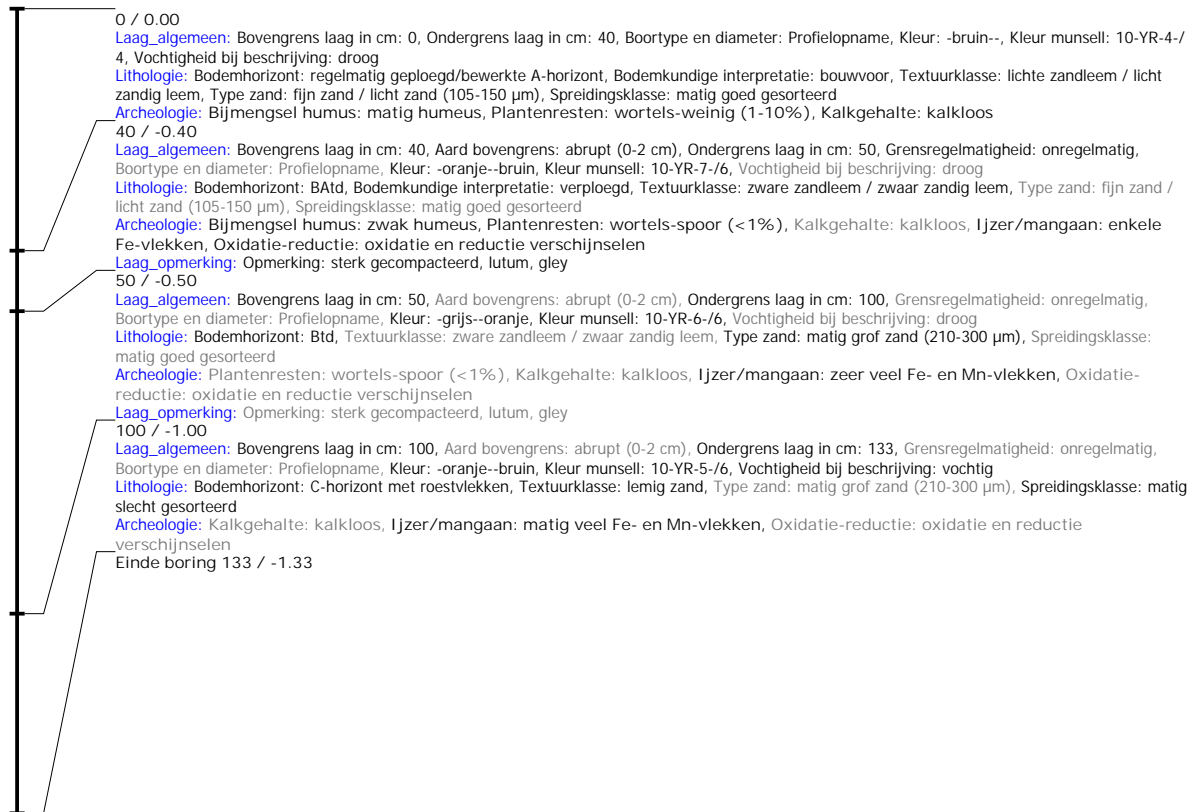 0 / 0.00
Laag_algemeen: Bovengrens laag in cm: 0, Ondergrens laag in cm: 40, Boortype en diameter: Profielopname, Kleur: -bruin--, Kleur munsell: 10-YR-4-/
4, Vochtigheid bij beschrijving: droog
Lithologie: Bodemhorizont: regelmatig geploegd/bewerkte A-horizont, Bodemkundige interpretatie: bouwvoor, Textuurklasse: lichte zandleem / licht
zandig leem, Type zand: fijn zand / licht zand (105-150 µm), Spreidingsklasse: matig goed gesorteerd
Archeologie: Bijmengsel humus: matig humeus, Plantenresten: wortels-weinig (1-10%), Kalkgehalte: kalkloos
40 / -0.40
Laag_algemeen: Bovengrens laag in cm: 40, Aard bovengrens: abrupt (0-2 cm), Ondergrens laag in cm: 50, Grensregelmatigheid: onregelmatig,
Boortype en diameter: Profielopname, Kleur: -oranje--bruin, Kleur munsell: 10-YR-7-/6, Vochtigheid bij beschrijving: droog
Lithologie: Bodemhorizont: BAtd, Bodemkundige interpretatie: verploegd, Textuurklasse: zware zandleem / zwaar zandig leem, Type zand: fijn zand /
licht zand (105-150 µm), Spreidingsklasse: matig goed gesorteerd
Archeologie: Bijmengsel humus: zwak humeus, Plantenresten: wortels-spoor (<1%), Kalkgehalte: kalkloos, Ijzer/mangaan: enkele
Fe-vlekken, Oxidatie-reductie: oxidatie en reductie verschijnselen
Laag_opmerking: Opmerking: sterk gecompacteerd, lutum, gley
50 / -0.50
Laag_algemeen: Bovengrens laag in cm: 50, Aard bovengrens: abrupt (0-2 cm), Ondergrens laag in cm: 100, Grensregelmatigheid: onregelmatig,
Boortype en diameter: Profielopname, Kleur: -grijs--oranje, Kleur munsell: 10-YR-6-/6, Vochtigheid bij beschrijving: droog
Lithologie: Bodemhorizont: Btd, Textuurklasse: zware zandleem / zwaar zandig leem, Type zand: matig grof zand (210-300 µm), Spreidingsklasse:
matig goed gesorteerd
Archeologie: Plantenresten: wortels-spoor (<1%), Kalkgehalte: kalkloos, Ijzer/mangaan: zeer veel Fe- en Mn-vlekken, Oxidatie-
reductie: oxidatie en reductie verschijnselen
Laag_opmerking: Opmerking: sterk gecompacteerd, lutum, gley
100 / -1.00
Laag_algemeen: Bovengrens laag in cm: 100, Aard bovengrens: abrupt (0-2 cm), Ondergrens laag in cm: 133, Grensregelmatigheid: onregelmatig,
Boortype en diameter: Profielopname, Kleur: -oranje--bruin, Kleur munsell: 10-YR-5-/6, Vochtigheid bij beschrijving: vochtig
Lithologie: Bodemhorizont: C-horizont met roestvlekken, Textuurklasse: lemig zand, Type zand: matig grof zand (210-300 µm), Spreidingsklasse: matig
slecht gesorteerd
Archeologie: Kalkgehalte: kalkloos, Ijzer/mangaan: matig veel Fe- en Mn-vlekken, Oxidatie-reductie: oxidatie en reductie
verschijnselen
Einde boring 133 / -1.33